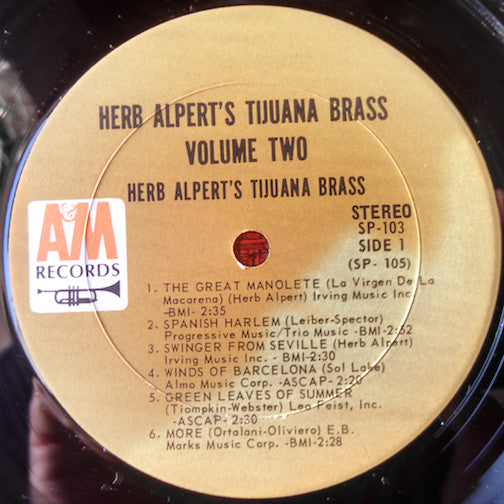 HERB ALPERT'S TIJUANA BRASS
VOLUME TWO
HERB ALPERT'S TIJUANA BRASS
A&M
RECORDS
STEREO
SP-103
SIDE 1
(SP- 105)
1. THE GREAT MANOLETE (La Virgen De La
Macarena) (Herb Alpert) Irving Music Inc.
-BMI- 2:35
2. SPANISH HARLEM (Leiber-Spector)
Progressive Music/Trio Music -BMI-2:52
3. SWINGER FROM SEVILLE (Herb Alpert)
Irving Music Inc. - BMI-2:30
4. WINDS OF BARCELONA (Sol Lake)
Almo Music Corp. -ASCAP- 2:20
5. GREEN LEAVES OF SUMMER
(Tiompkin-Webster) Leo Feist, Inc.
-ASCAP- 2:30
6. MORE (Ortalani-Oliviero) E.B.
Marks Music Corp. -BMI-2:28